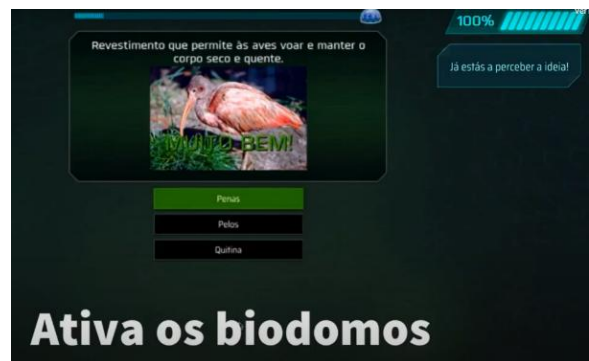 Ver
100%
Revestimento que permite às aves voar e manter o
corpo seco e quente.
Já estás a perceber a ideia!
MUITO BEM!
Penas
Pelos
Quitina
Ativa os biodomos